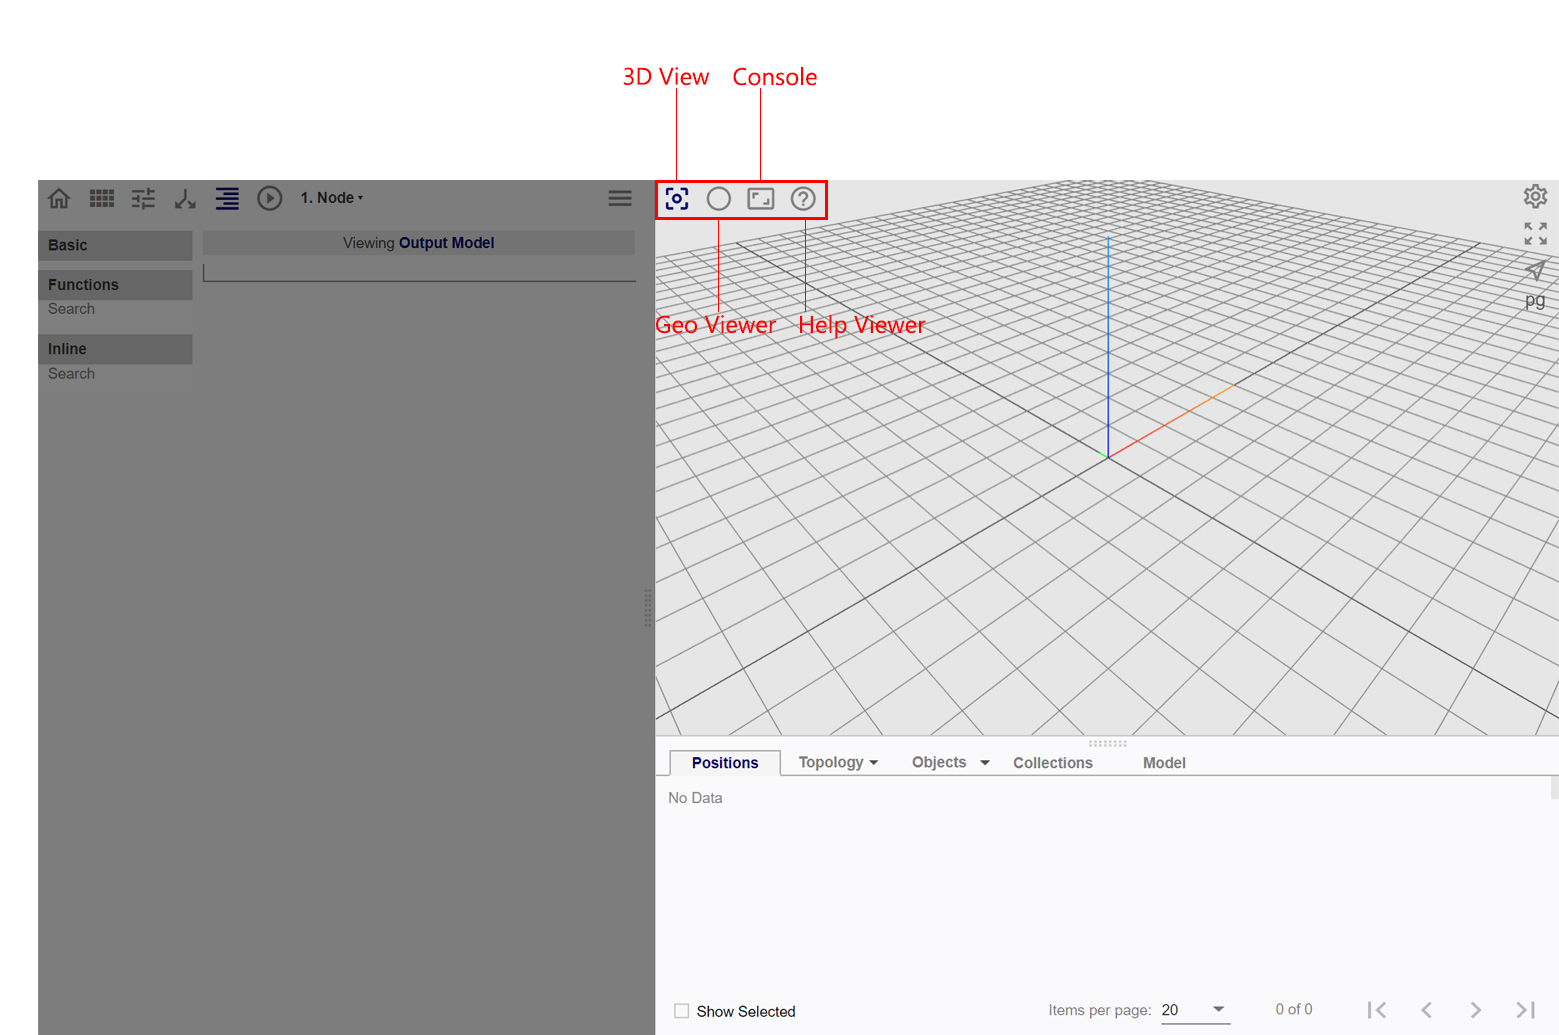 3D View Console
1. Node
Basic
Viewing Output Model
Functions
Search
Inline
Search
Geo Viewer Help Viewer
pg
Positions Topology Objects Collections Model
No Data
Show Selected
Items per page: 20
0 of 0